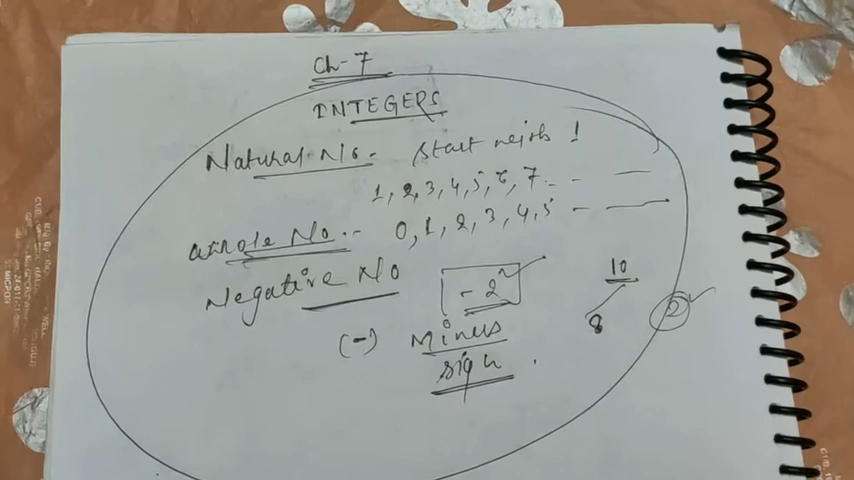 Ch-7
INTEGERS
Natural No. Start with 1
1, 2, 3, 4, 5, 6, 7 - - —
Whole No. - 0, 1, 2, 3, 4, 5 - —
Negative No -2
10
8 2
(-) Minus
sign.